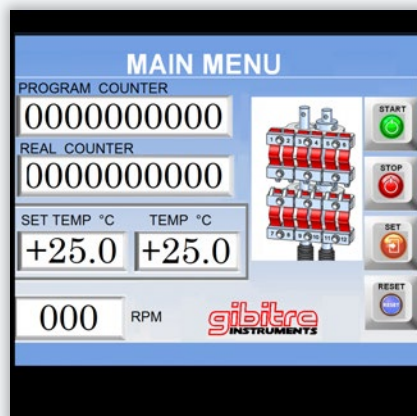 MAIN MENU
PROGRAM COUNTER
0000000000
REAL COUNTER
0000000000
SET TEMP °C TEMP °C
+25.0 +25.0
000 RPM
gibitre
INSTRUMENTS
START
STOP
SET
RESET
RESET